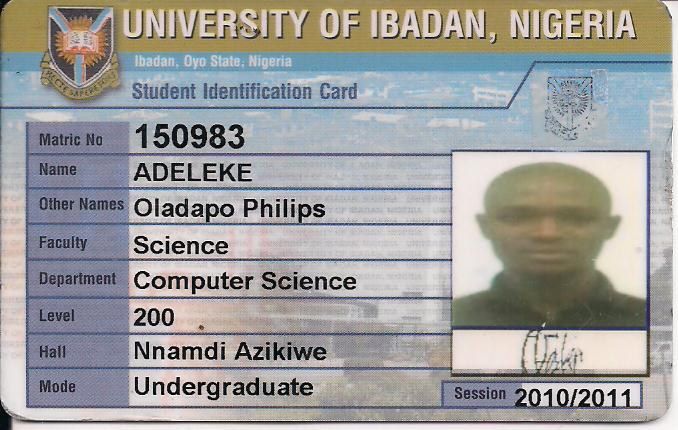 UNIVERSITY OF IBADAN, NIGERIA
Ibadan, Oyo State, Nigeria
Student Identification Card
Matric No 150983
Name ADELEKE
Other Names Oladapo Philips
Faculty Science
Department Computer Science
Level 200
Hall Nnamdi Azikiwe
Mode Undergraduate
Session 2010/2011